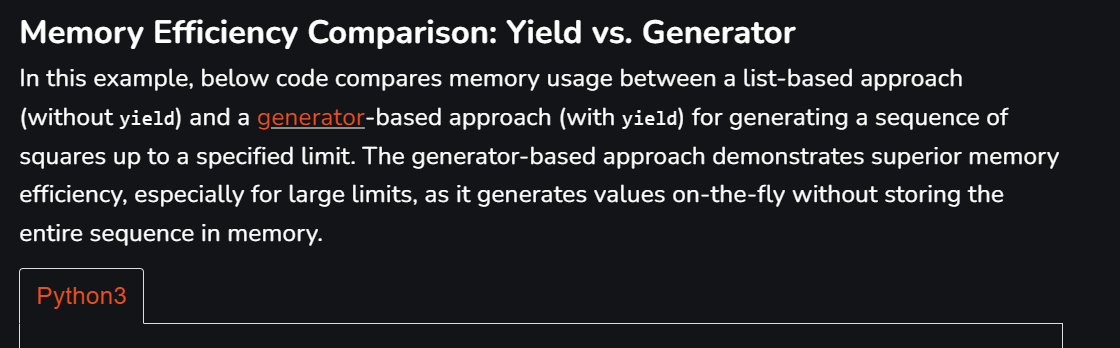 Memory Efficiency Comparison: Yield vs. Generator
In this example, below code compares memory usage between a list-based approach
(without yield) and a generator-based approach (with yield) for generating a sequence of
squares up to a specified limit. The generator-based approach demonstrates superior memory
efficiency, especially for large limits, as it generates values on-the-fly without storing the
entire sequence in memory.
Python3